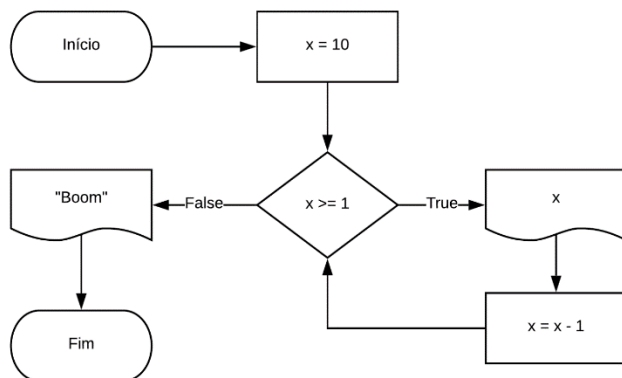 Início
x = 10
"Boom"
False
x >= 1
True
x
Fim
x = x - 1